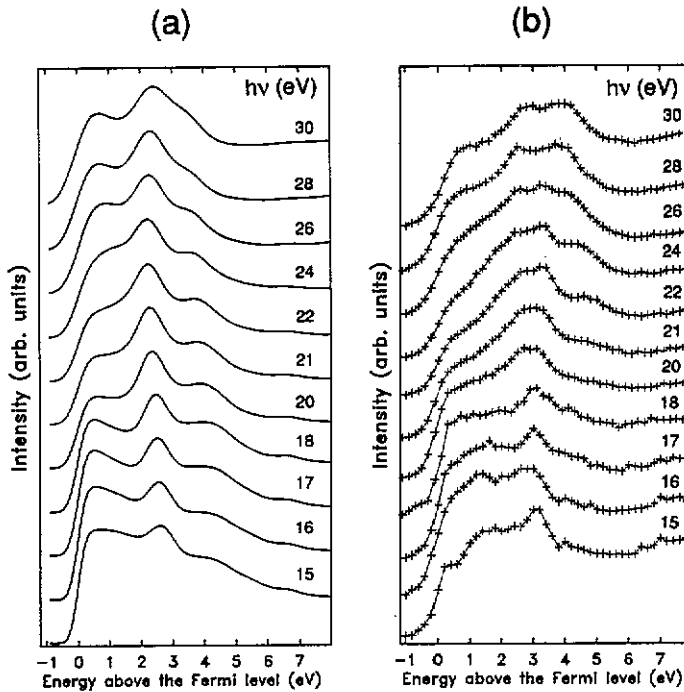 (a)
(b)
hν (eV)
30
28
26
24
22
21
20
18
17
16
15
Intensity (arb. units)
−1 0 1 2 3 4 5 6 7
Energy above the Fermi level (eV)
hν (eV)
30
28
26
24
22
21
20
18
17
16
15
Intensity (arb. units)
−1 0 1 2 3 4 5 6 7
Energy above the Fermi level (eV)